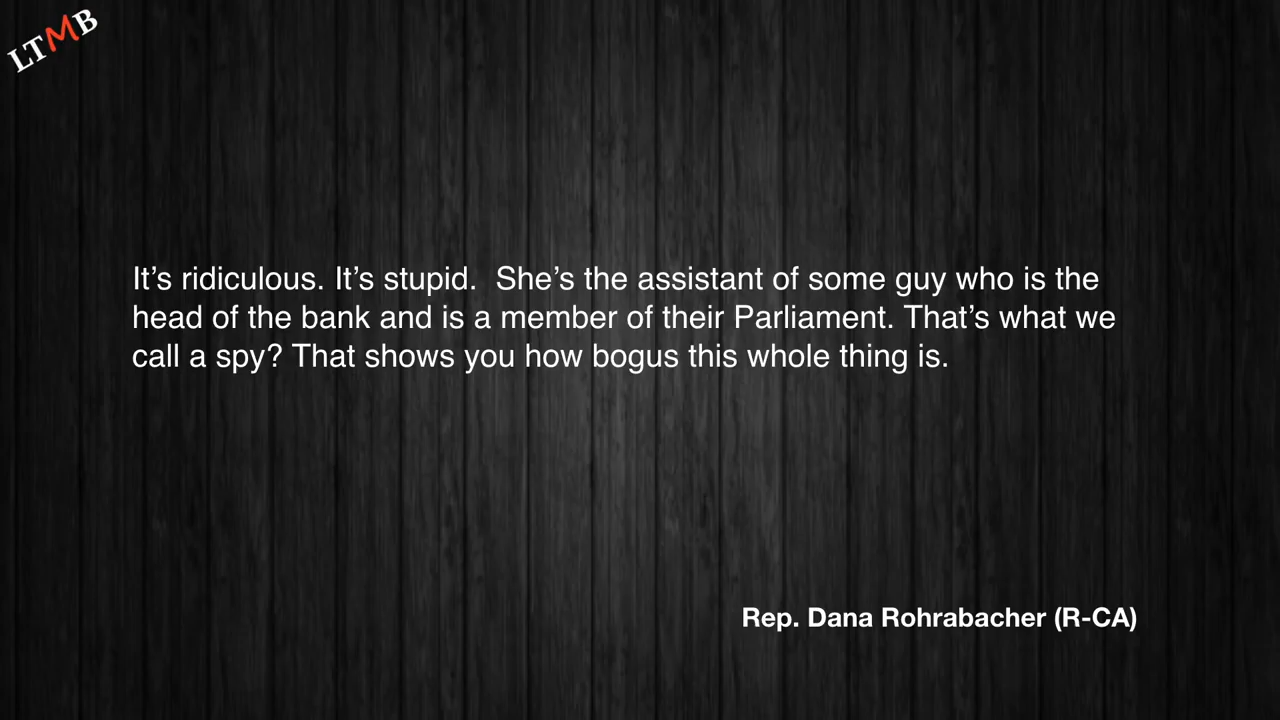 LTMB
It’s ridiculous. It’s stupid.  She’s the assistant of some guy who is the
head of the bank and is a member of their Parliament. That’s what we
call a spy? That shows you how bogus this whole thing is.
Rep. Dana Rohrabacher (R-CA)